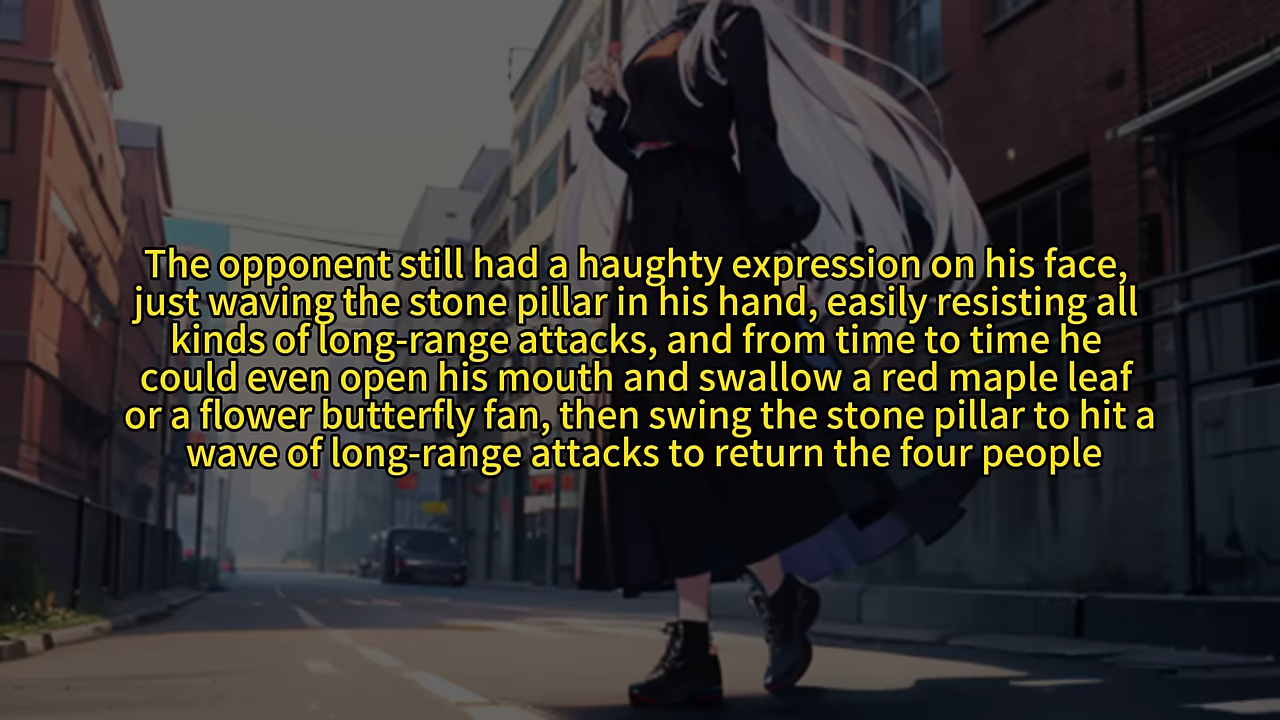 The opponent still had a haughty expression on his face,
just waving the stone pillar in his hand, easily resisting all
kinds of long-range attacks, and from time to time he
could even open his mouth and swallow a red maple leaf
or a flower butterfly fan, then swing the stone pillar to hit a
wave of long-range attacks to return the four people